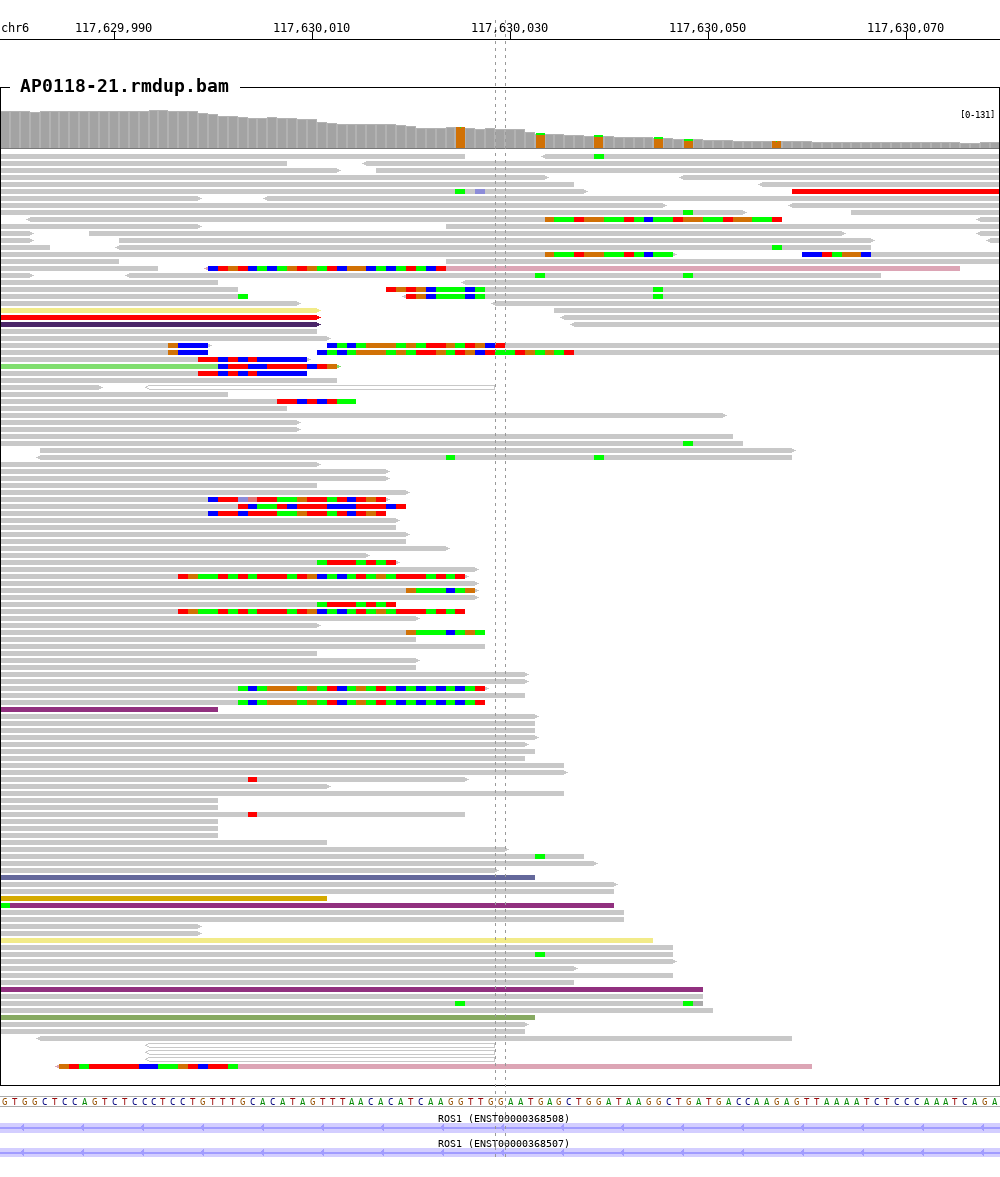 chr6 117,629,990 117,630,010 117,630,030 117,630,050 117,630,070
AP0118-21.rmdup.bam
[0-131]
GTGGCTCCAGTCTCCCTCCTGTTTGCACATAGTTTAACACATCAAGGTTGGAATGAGCTGGATAAGGCTGATGACCAAGAGTTAAAATCTCCCAAATCAGA
ROS1 (ENST00000368508)
ROS1 (ENST00000368507)